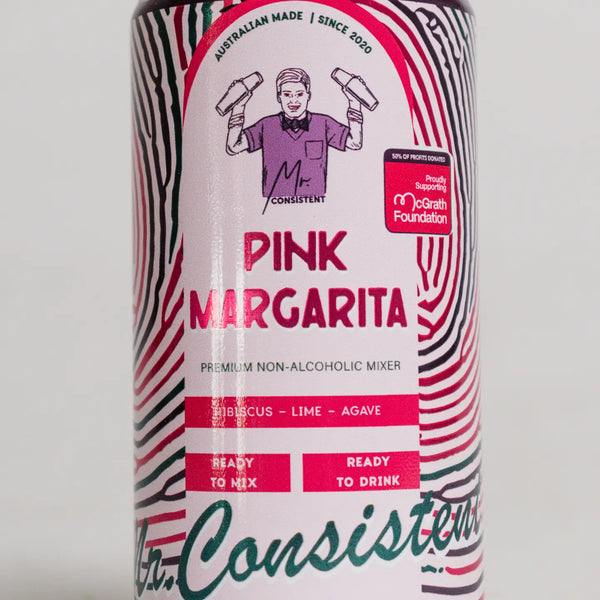 AUSTRALIAN MADE | SINCE 2020
Mr.
CONSISTENT
50% OF PROFITS DONATED
Proudly
Supporting
McGrath
Foundation
PINK
MARGARITA
PREMIUM NON-ALCOHOLIC MIXER
HIBISCUS – LIME – AGAVE
READY
TO MIX
READY
TO DRINK
Mr. Consistent